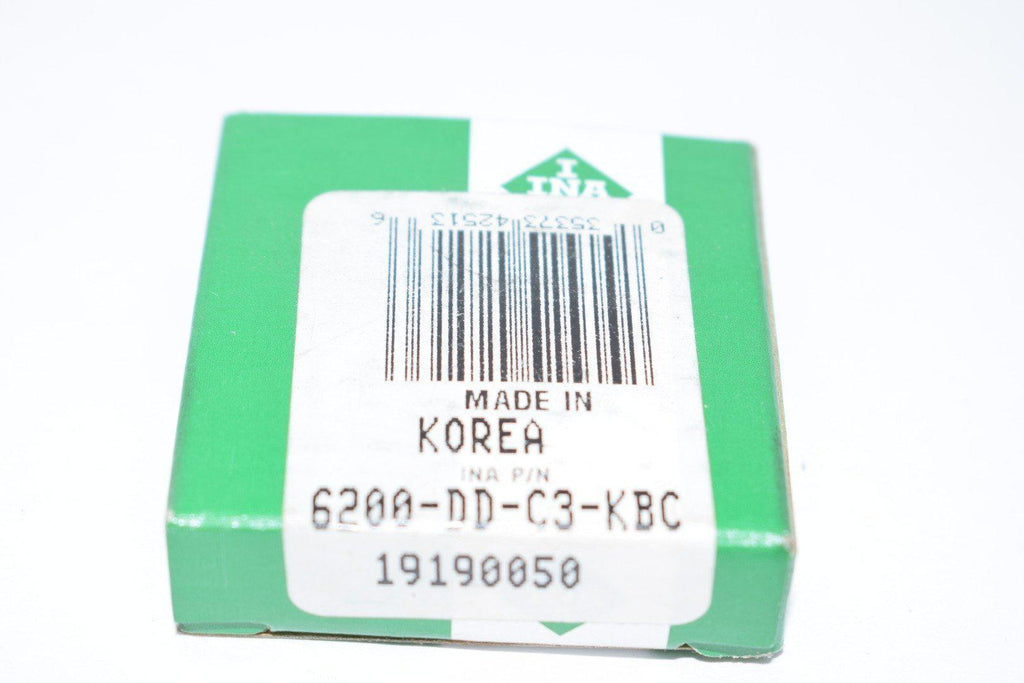 I
INA
0 35373 42513 6
MADE IN
KOREA
INA P/N
6200-DD-C3-KBC
19190050